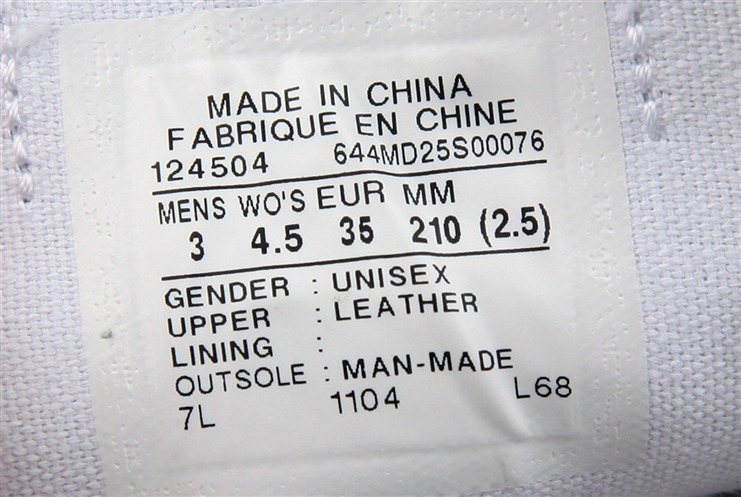 MADE IN CHINA
FABRIQUE EN CHINE
124504 644MD25S00076
MENS WO'S EUR MM
3 4.5 35 210 (2.5)
GENDER : UNISEX
UPPER : LEATHER
LINING :
OUTSOLE : MAN-MADE
7L 1104 L68